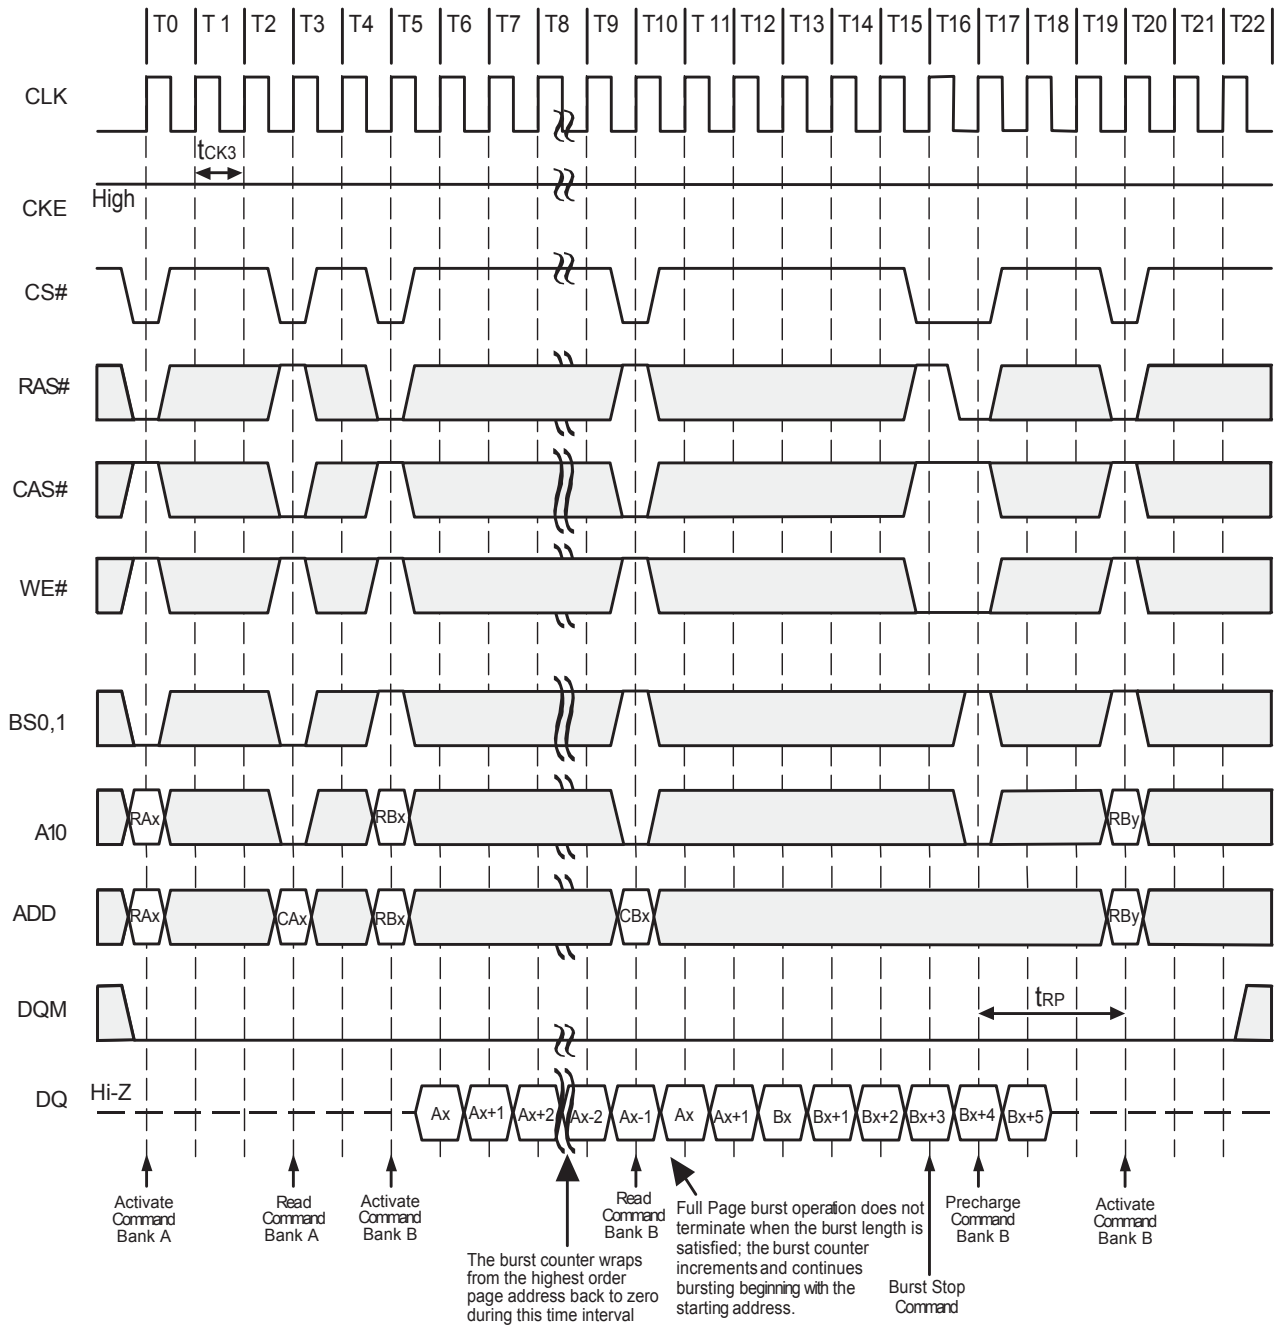 T0 T 1 T2 T3 T4 T5 T6 T7 T8 T9 T10 T 11 T12 T13 T14 T15 T16 T17 T18 T19 T20 T21 T22
CLK
tCK3
High
CKE
CS#
RAS#
CAS#
WE#
BS0,1
A10
RAx RBx RBy
ADD
RAx CAx RBx CBx RBy
DQM
tRP
DQ
Hi-Z
Ax Ax+1 Ax+2 Ax-2 Ax-1 Ax Ax+1 Bx Bx+1 Bx+2 Bx+3 Bx+4 Bx+5
Activate
Command
Bank A
Read
Command
Bank A
Activate
Command
Bank B
The burst counter wraps
from the highest order
page address back to zero
during this time interval
Read
Command
Bank B
Full Page burst operation does not
terminate when the burst length is
satisfied; the burst counter
increments and continues
bursting beginning with the
starting address.
Burst Stop
Command
Precharge
Command
Bank B
Activate
Command
Bank B